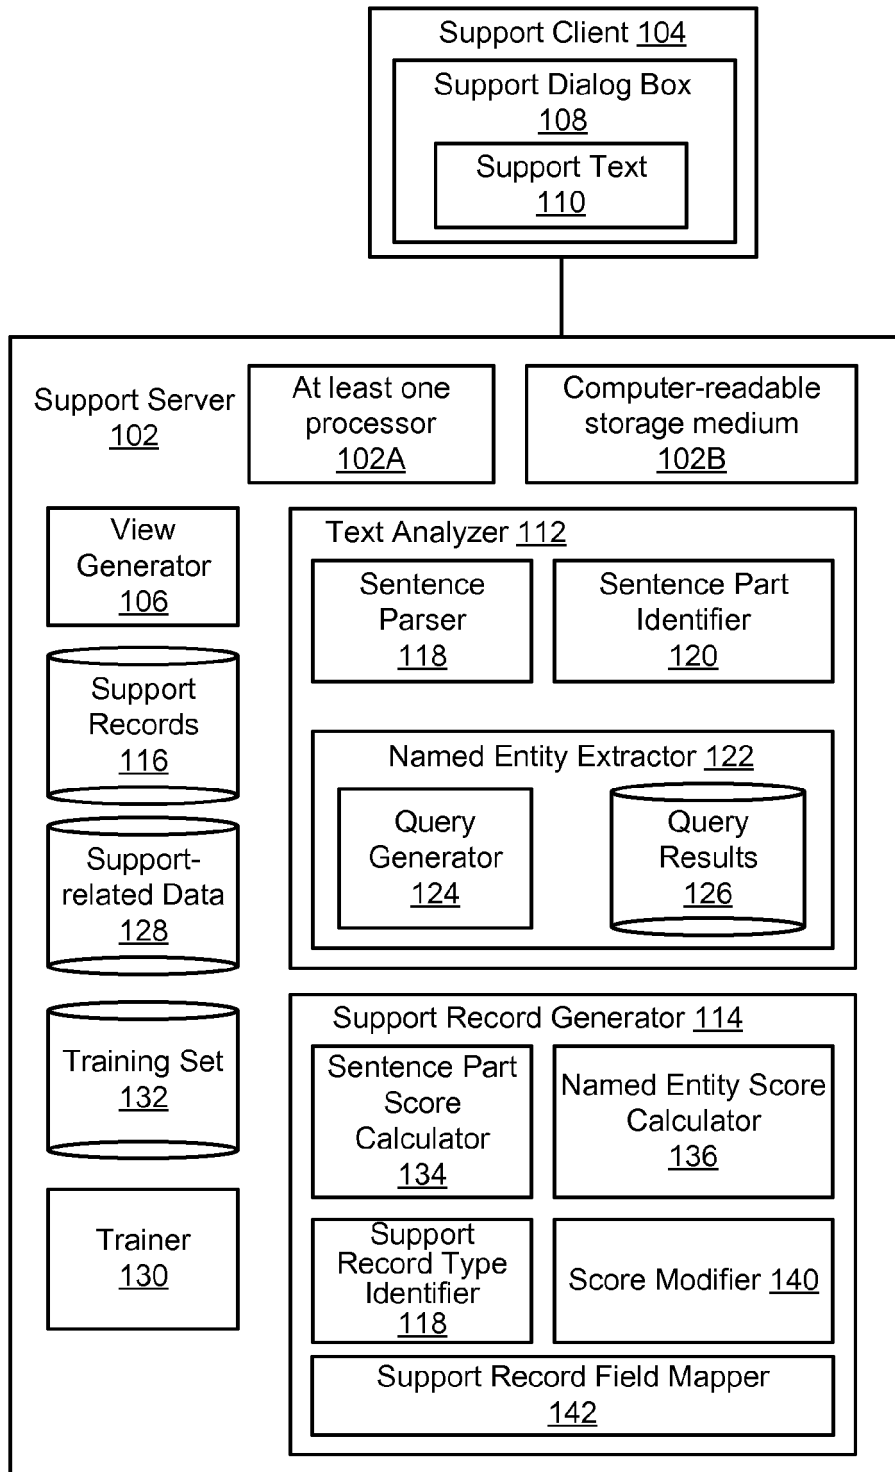 Support Client 104
Support Dialog Box
108
Support Text
110
Support Server
102
At least one
processor
102A
Computer-readable
storage medium
102B
View
Generator
106
Support
Records
116
Support-
related Data
128
Training Set
132
Trainer
130
Text Analyzer 112
Sentence
Parser
118
Sentence Part
Identifier
120
Named Entity Extractor 122
Query
Generator
124
Query
Results
126
Support Record Generator 114
Sentence Part
Score
Calculator
134
Named Entity Score
Calculator
136
Support
Record Type
Identifier
118
Score Modifier 140
Support Record Field Mapper
142